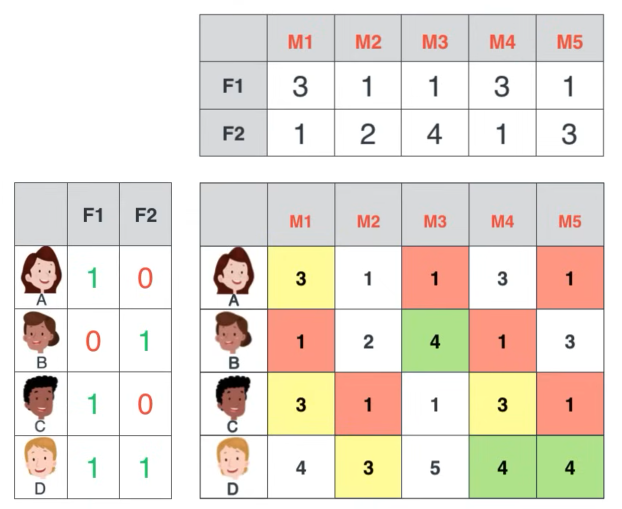 M1 M2 M3 M4 M5
F1 3 1 1 3 1
F2 1 2 4 1 3
F1 F2
A 1 0
B 0 1
C 1 0
D 1 1
M1 M2 M3 M4 M5
A 3 1 1 3 1
B 1 2 4 1 3
C 3 1 1 3 1
D 4 3 5 4 4